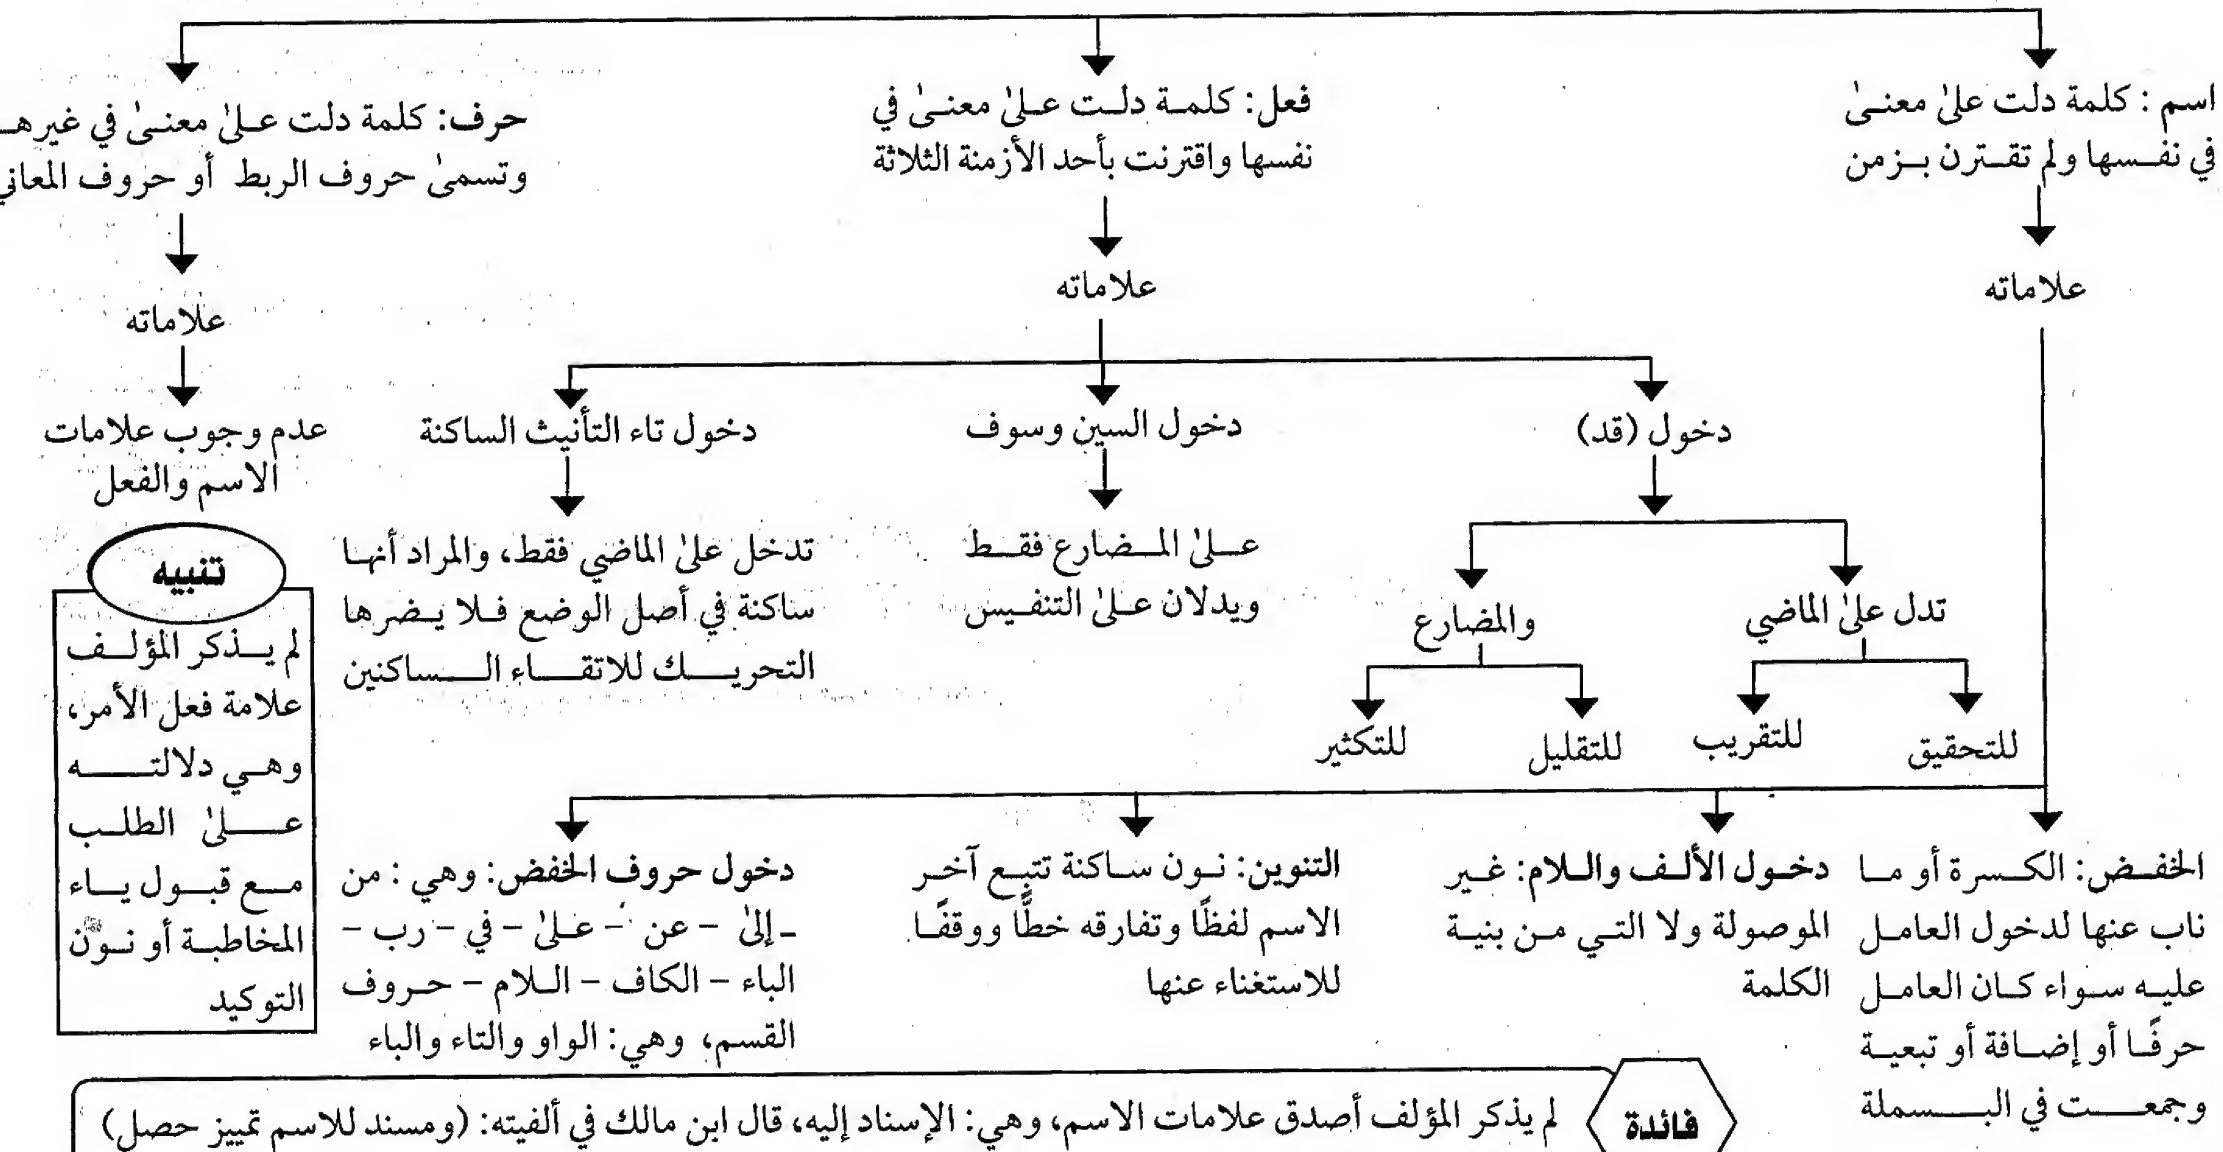 اسم : كلمة دلت علىٰ معنىٰ
في نفسها ولم تقترن بزمن
علاماته
فعل: كلمة دلت علىٰ معنىٰ في
نفسها واقترنت بأحد الأزمنة الثلاثة
علاماته
حرف: كلمة دلت علىٰ معنىٰ في غيرهـ
وتسمىٰ حروف الربط أو حروف المعاني
علاماته
دخول (قد)
دخول السين وسوف
دخول تاء التأنيث الساكنة
عدم وجوب علامات
الاسم والفعل
تدل علىٰ الماضي
والمضارع
للتحقيق
للتقريب
للتقليل
للتكثير
علىٰ المضارع فقط
ويدلان علىٰ التنفيس
تدخل علىٰ الماضي فقط، والمراد أنها
ساكنة في أصل الوضع فلا يضرها
التحريك للاتقاء الساكنين
تنبيه
لم يذكر المؤلف
علامة فعل الأمر،
وهي دلالته
علىٰ الطلب
مع قبول ياء
المخاطبة أو نون
التوكيد
الخفض: الكسرة أو ما
ناب عنها لدخول العامل
عليه سواء كان العامل
حرفًا أو إضافة أو تبعية
وجمعت في البسملة
دخول الألف واللام: غير
الموصولة ولا التي من بنية
الكلمة
التنوين: نون ساكنة تتبع آخر
الاسم لفظًا وتفارقه خطًّا ووقفًا
للاستغناء عنها
دخول حروف الخفض: وهي : من
- إلىٰ - عن - علىٰ - في - رب -
الباء - الكاف - اللام - حروف
القسم، وهي: الواو والتاء والباء
فائدة
لم يذكر المؤلف أصدق علامات الاسم، وهي: الإسناد إليه، قال ابن مالك في ألفيته: (ومسند للاسم تمييز حصل)